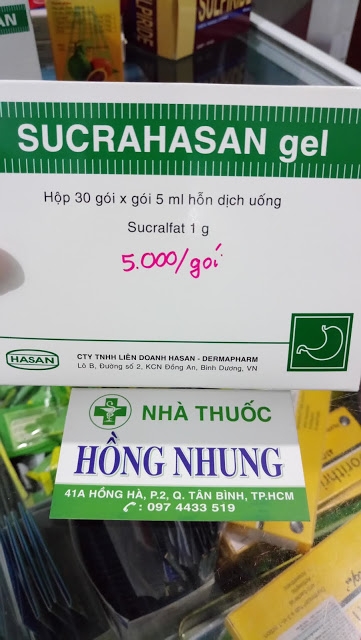 SULPIRIDE
SUCRAHASAN gel
Hộp 30 gói x gói 5 ml hỗn dịch uống
Sucralfat 1 g
5.000/gói
HASAN
CTY TNHH LIÊN DOANH HASAN - DERMAPHARM
Lô B, Đường số 2, KCN Đồng An, Bình Dương, VN
NHÀ THUỐC
HỒNG NHUNG
41A HỒNG HÀ, P.2, Q. TÂN BÌNH, TP.HCM
: 097 4433 519